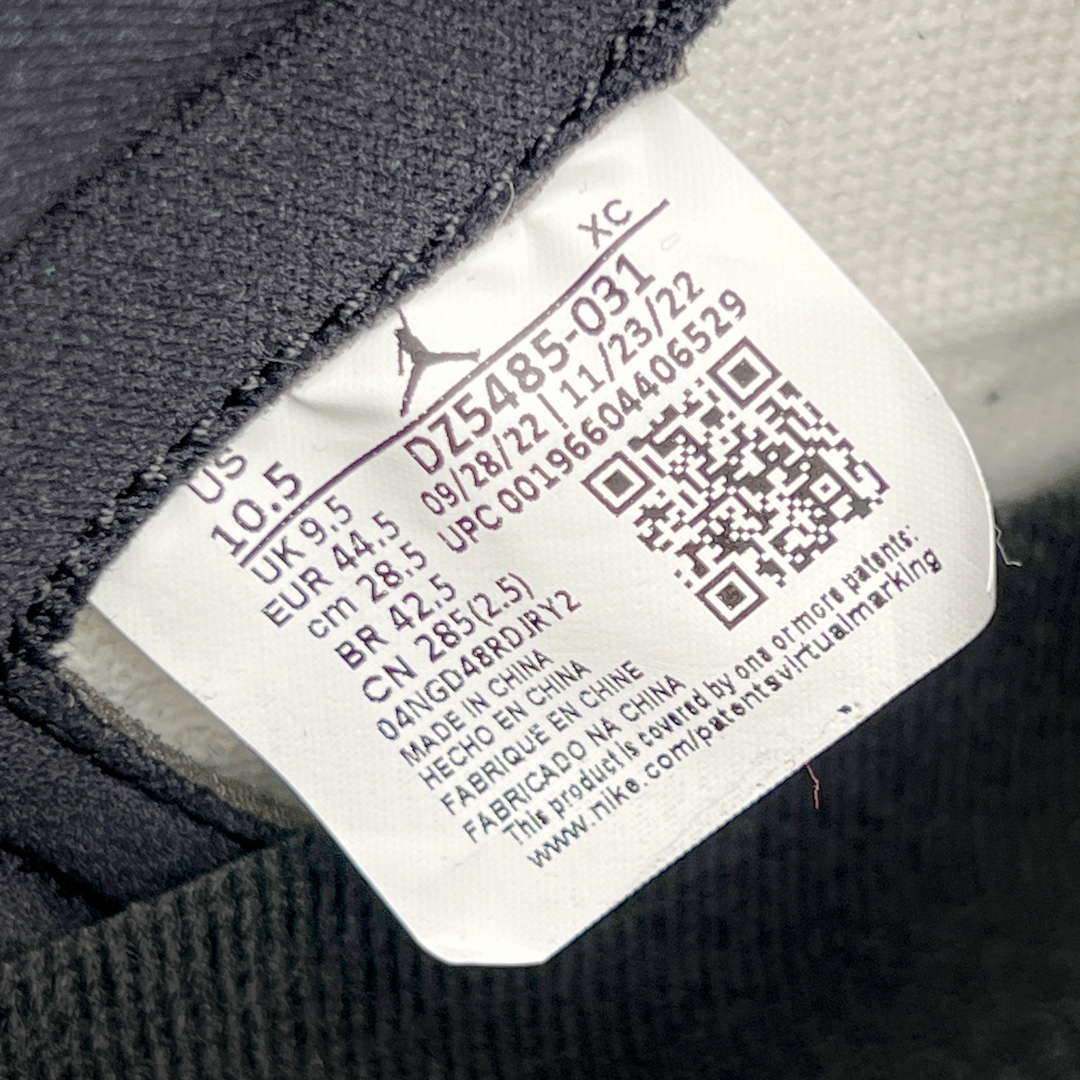 XC
US
10.5
DZ5485-031
UK 9.5
09/28/22 | 11/23/22
EUR 44.5
UPC 00196604406529
cm 28.5
BR 42.5
CN 285(2.5)
04NGD48RDJRY2
MADE IN CHINA
HECHO EN CHINA
FABRIQUE EN CHINE
FABRICADO NA CHINA
This product is covered by one or more patents:
www.nike.com/patentsvirtualmarking